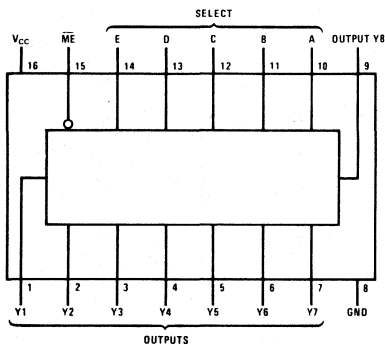 SELECT
VCC ME E D C B A OUTPUT Y8
16 15 14 13 12 11 10 9
1 2 3 4 5 6 7 8
Y1 Y2 Y3 Y4 Y5 Y6 Y7 GND
OUTPUTS